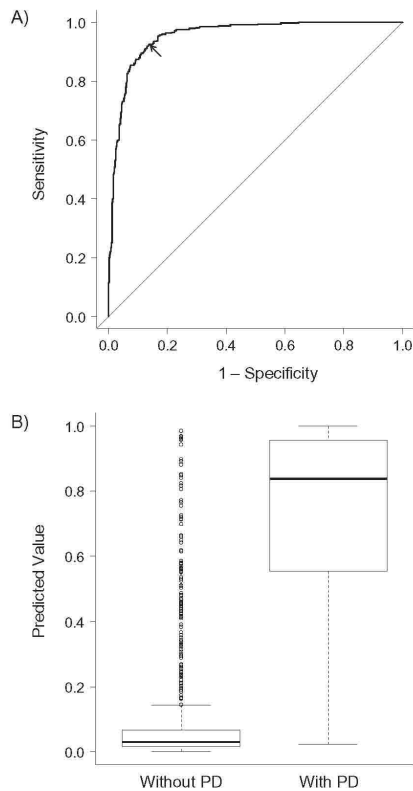 A)
1.0
0.8
0.6
0.4
0.2
0.0
Sensitivity
0.0 0.2 0.4 0.6 0.8 1.0
1 – Specificity
B)
1.0
0.8
0.6
0.4
0.2
0.0
Predicted Value
Without PD With PD